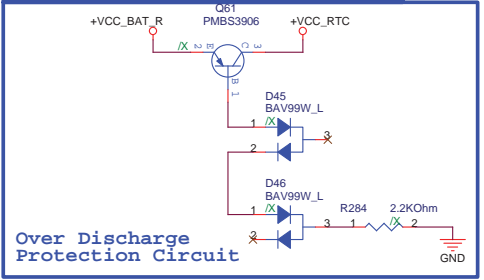 Q61
+VCC_BAT_R PMBS3906 +VCC_RTC
/X 2 E C 3
B
1
D45
BAV99W_L
1 /X
3
2
D46
BAV99W_L
1 /X R284 2.2KOhm
3 1 /X 2
2
Over Discharge
Protection Circuit
GND